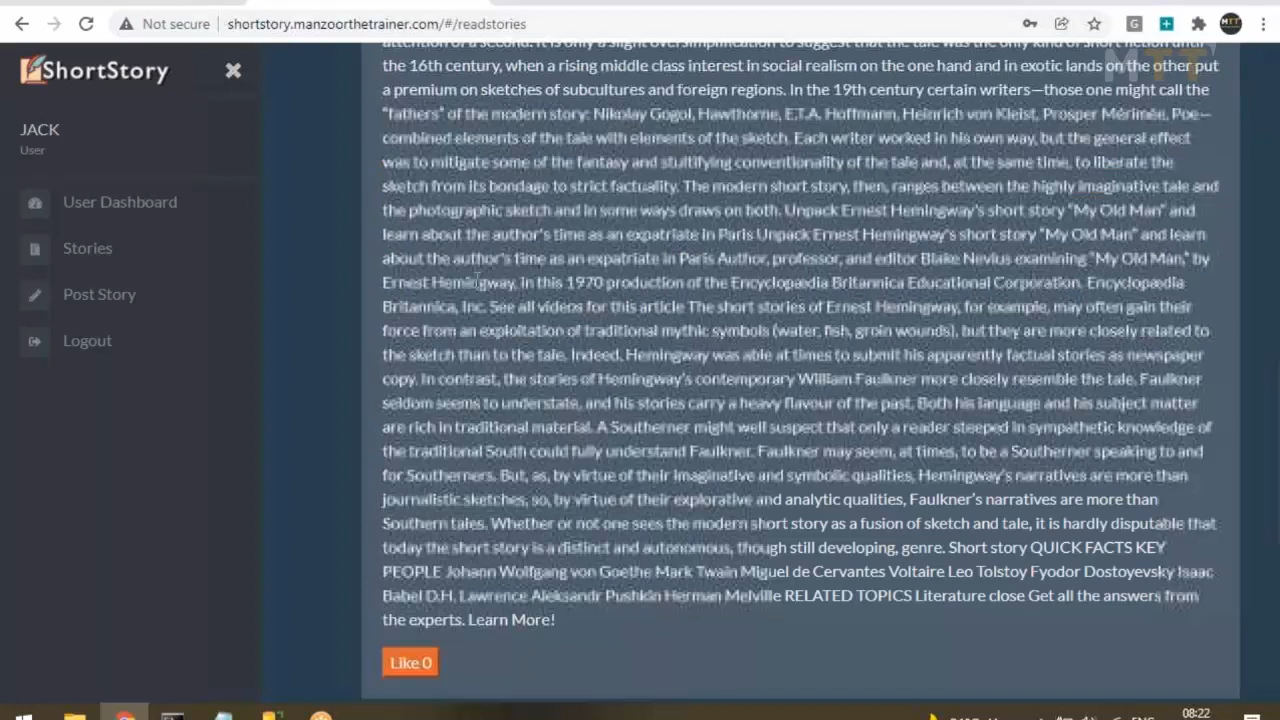 Not secure
shortstory.manzoorthetrainer.com/#/readstories
ShortStory
JACK
User
User Dashboard
Stories
Post Story
Logout
MTT
attention of a second. It is only a slight oversimplification to suggest that the tale was the only kind of short fiction until
the 16th century, when a rising middle class interest in social realism on the one hand and in exotic lands on the other put
a premium on sketches of subcultures and foreign regions. In the 19th century certain writers—those one might call the
“fathers” of the modern story: Nikolay Gogol, Hawthorne, E.T.A. Hoffmann, Heinrich von Kleist, Prosper Mérimée, Poe—
combined elements of the tale with elements of the sketch. Each writer worked in his own way, but the general effect
was to mitigate some of the fantasy and stultifying conventionality of the tale and, at the same time, to liberate the
sketch from its bondage to strict factuality. The modern short story, then, ranges between the highly imaginative tale and
the photographic sketch and in some ways draws on both. Unpack Ernest Hemingway's short story “My Old Man” and
learn about the author's time as an expatriate in Paris Unpack Ernest Hemingway's short story “My Old Man” and learn
about the author's time as an expatriate in Paris Author, professor, and editor Blake Nevius examining “My Old Man,” by
Ernest Hemingway, in this 1970 production of the Encyclopædia Britannica Educational Corporation. Encyclopædia
Britannica, Inc. See all videos for this article The short stories of Ernest Hemingway, for example, may often gain their
force from an exploitation of traditional mythic symbols (water, fish, groin wounds), but they are more closely related to
the sketch than to the tale. Indeed, Hemingway was able at times to submit his apparently factual stories as newspaper
copy. In contrast, the stories of Hemingway's contemporary William Faulkner more closely resemble the tale. Faulkner
seldom seems to understate, and his stories carry a heavy flavour of the past. Both his language and his subject matter
are rich in traditional material. A Southerner might well suspect that only a reader steeped in sympathetic knowledge of
the traditional South could fully understand Faulkner. Faulkner may seem, at times, to be a Southerner speaking to and
for Southerners. But, as, by virtue of their imaginative and symbolic qualities, Hemingway's narratives are more than
journalistic sketches, so, by virtue of their explorative and analytic qualities, Faulkner's narratives are more than
Southern tales. Whether or not one sees the modern short story as a fusion of sketch and tale, it is hardly disputable that
today the short story is a distinct and autonomous, though still developing, genre. Short story QUICK FACTS KEY
PEOPLE Johann Wolfgang von Goethe Mark Twain Miguel de Cervantes Voltaire Leo Tolstoy Fyodor Dostoyevsky Isaac
Babel D.H. Lawrence Aleksandr Pushkin Herman Melville RELATED TOPICS Literature close Get all the answers from
the experts. Learn More!
Like 0
08:22